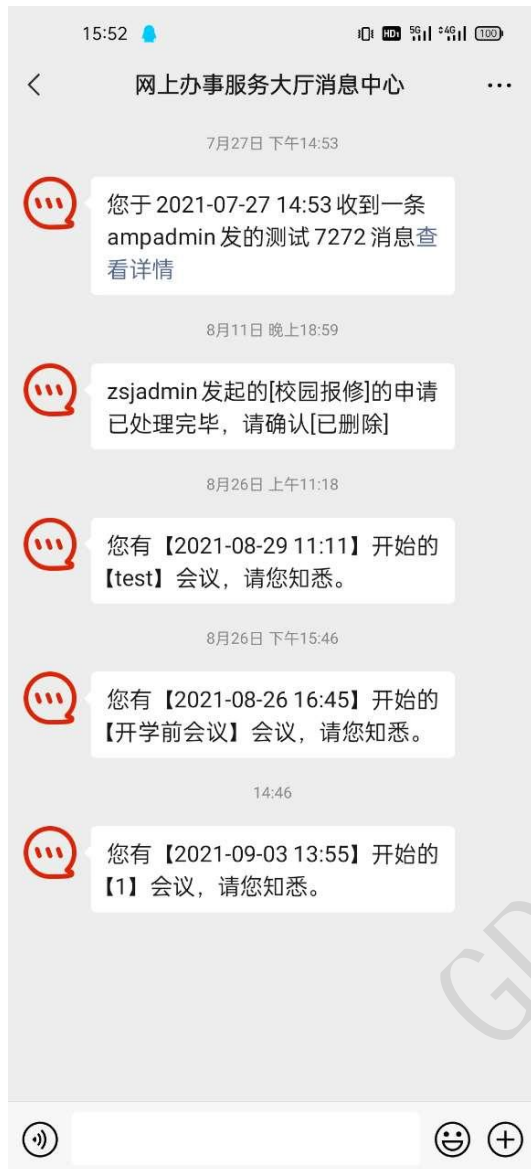 15:52 HD1 5G 4G 100
网上办事服务大厅消息中心
7月27日 下午14:53
您于 2021-07-27 14:53 收到一条
ampadmin 发的测试 7272 消息查
看详情
8月11日 晚上18:59
zsjadmin 发起的[校园报修]的申请
已处理完毕，请确认[已删除]
8月26日 上午11:18
您有【2021-08-29 11:11】开始的
【test】会议，请您知悉。
8月26日 下午15:46
您有【2021-08-26 16:45】开始的
【开学前会议】会议，请您知悉。
14:46
您有【2021-09-03 13:55】开始的
【1】会议，请您知悉。